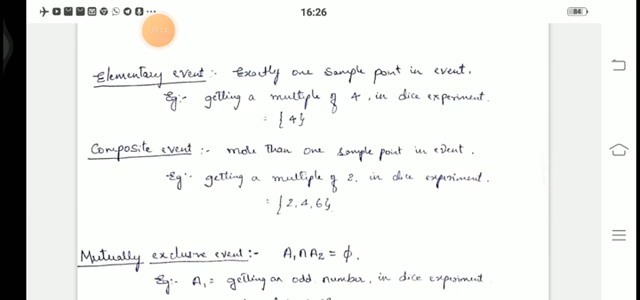 16:26
84
Elementary event :- Exactly one sample point in event.
Eg:- getting a multiple of 4, in dice experiment.
= {4}
Composite event :- more than one sample point in event.
Eg:- getting a multiple of 2, in dice experiment.
= {2,4,6}
Mutually exclusive event :- A₁∩A₂ = ϕ.
Eg:- A₁ = getting an odd number, in dice experiment